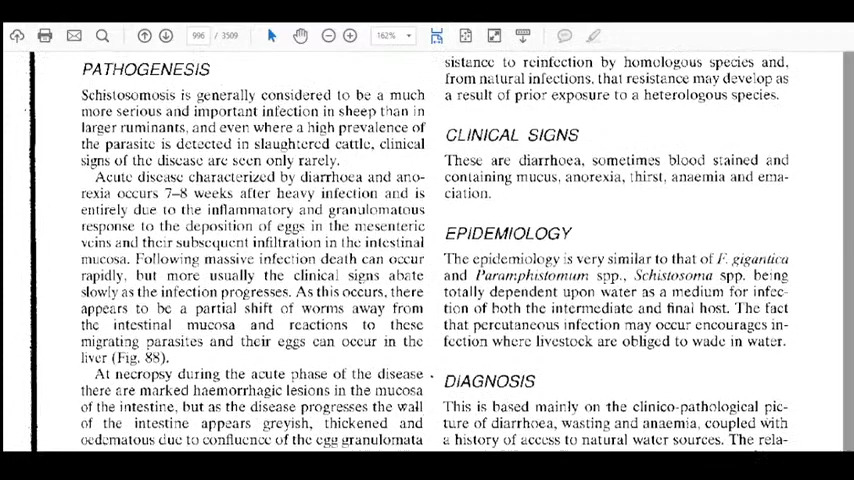 996 / 3509
162%
PATHOGENESIS
Schistosomosis is generally considered to be a much
more serious and important infection in sheep than in
larger ruminants, and even where a high prevalence of
the parasite is detected in slaughtered cattle, clinical
signs of the disease are seen only rarely.
Acute disease characterized by diarrhoea and ano-
rexia occurs 7–8 weeks after heavy infection and is
entirely due to the inflammatory and granulomatous
response to the deposition of eggs in the mesenteric
veins and their subsequent infiltration in the intestinal
mucosa. Following massive infection death can occur
rapidly, but more usually the clinical signs abate
slowly as the infection progresses. As this occurs, there
appears to be a partial shift of worms away from
the intestinal mucosa and reactions to these
migrating parasites and their eggs can occur in the
liver (Fig. 88).
At necropsy during the acute phase of the disease
there are marked haemorrhagic lesions in the mucosa
of the intestine, but as the disease progresses the wall
of the intestine appears greyish, thickened and
oedematous due to confluence of the egg granulomata
sistance to reinfection by homologous species and,
from natural infections, that resistance may develop as
a result of prior exposure to a heterologous species.
CLINICAL SIGNS
These are diarrhoea, sometimes blood stained and
containing mucus, anorexia, thirst, anaemia and ema-
ciation.
EPIDEMIOLOGY
The epidemiology is very similar to that of F. gigantica
and Paramphistomum spp., Schistosoma spp. being
totally dependent upon water as a medium for infec-
tion of both the intermediate and final host. The fact
that percutaneous infection may occur encourages in-
fection where livestock are obliged to wade in water.
DIAGNOSIS
This is based mainly on the clinico-pathological pic-
ture of diarrhoea, wasting and anaemia, coupled with
a history of access to natural water sources. The rela-